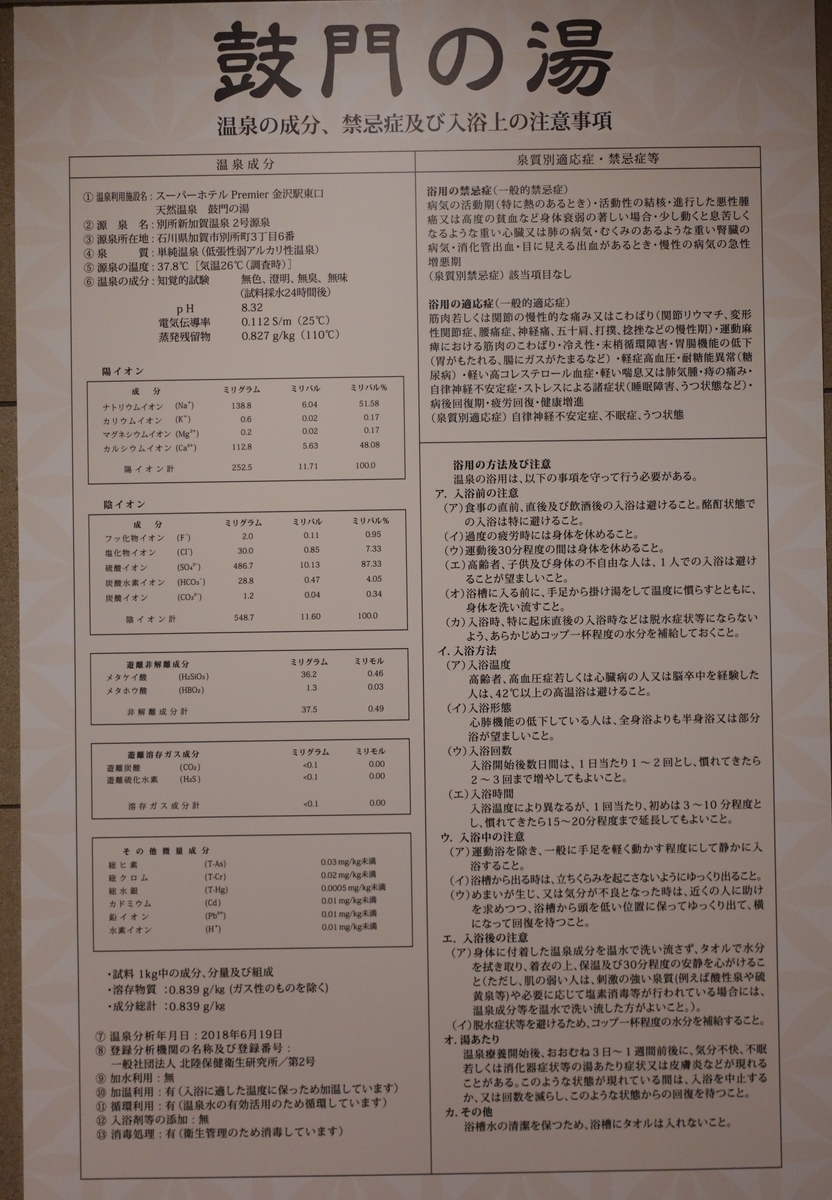 鼓門の湯
温泉の成分、禁忌症及び入浴上の注意事項
温泉成分
① 温泉利用施設名：スーパーホテル Premier 金沢駅東口
天然温泉　鼓門の湯
② 源　泉　名：別所新加賀温泉 2号源泉
③ 源泉所在地：石川県加賀市別所町3丁目6番
④ 泉　　　質：単純温泉（低張性弱アルカリ性温泉）
⑤ 源泉の温度：37.8℃［気温26℃（調査時）］
⑥ 温泉の成分：知覚的試験　無色、澄明、無臭、無味
（試料採水24時間後）
pH　8.32
電気伝導率　0.112 S/m（25℃）
蒸発残留物　0.827 g/kg（110℃）
陽イオン
成　分　ミリグラム　ミリバル　ミリバル%
ナトリウムイオン (Na⁺)　138.8　6.04　51.58
カリウムイオン (K⁺)　0.6　0.02　0.17
マグネシウムイオン (Mg²⁺)　0.2　0.02　0.17
カルシウムイオン (Ca²⁺)　112.8　5.63　48.08
陽イオン計　252.5　11.71　100.0
陰イオン
成　分　ミリグラム　ミリバル　ミリバル%
フッ化物イオン (F⁻)　2.0　0.11　0.95
塩化物イオン (Cl⁻)　30.0　0.85　7.33
硫酸イオン (SO₄²⁻)　486.7　10.13　87.33
炭酸水素イオン (HCO₃⁻)　28.8　0.47　4.05
炭酸イオン (CO₃²⁻)　1.2　0.04　0.34
陰イオン計　548.7　11.60　100.0
遊離非解離成分　ミリグラム　ミリモル
メタケイ酸 (H₂SiO₃)　36.2　0.46
メタホウ酸 (HBO₂)　1.3　0.03
非解離成分計　37.5　0.49
遊離溶存ガス成分　ミリグラム　ミリモル
遊離炭酸 (CO₂)　<0.1　0.00
遊離硫化水素 (H₂S)　<0.1　0.00
溶存ガス成分計　<0.1　0.00
その他微量成分
総ヒ素 (T-As)　0.03 mg/kg未満
総クロム (T-Cr)　0.02 mg/kg未満
総水銀 (T-Hg)　0.0005 mg/kg未満
カドミウム (Cd)　0.01 mg/kg未満
鉛イオン (Pb²⁺)　0.01 mg/kg未満
水素イオン (H⁺)　0.01 mg/kg未満
・試料 1kg中の成分、分量及び組成
・溶存物質 ：0.839 g/kg (ガス性のものを除く)
・成分総計 ：0.839 g/kg
⑦ 温泉分析年月日：2018年6月19日
⑧ 登録分析機関の名称及び登録番号：
一般社団法人 北陸保健衛生研究所／第2号
⑨ 加水利用：無
⑩ 加温利用：有（入浴に適した温度に保つため加温しています）
⑪ 循環利用：有（温泉水の有効活用のため循環しています）
⑫ 入浴剤等の添加：無
⑬ 消毒処理：有（衛生管理のため消毒しています）
泉質別適応症・禁忌症等
浴用の禁忌症（一般的禁忌症）
病気の活動期（特に熱のあるとき）・活動性の結核・進行した悪性腫
瘍又は高度の貧血など身体衰弱の著しい場合・少し動くと息苦しく
なるような重い心臓又は肺の病気・むくみのあるような重い腎臓の
病気・消化管出血・目に見える出血があるとき・慢性の病気の急性
増悪期
（泉質別禁忌症）該当項目なし
浴用の適応症（一般的適応症）
筋肉若しくは関節の慢性的な痛み又はこわばり（関節リウマチ、変形
性関節症、腰痛症、神経痛、五十肩、打撲、捻挫などの慢性期）・運動麻
痺における筋肉のこわばり・冷え性・末梢循環障害・胃腸機能の低下
（胃がもたれる、腸にガスがたまるなど）・軽症高血圧・耐糖能異常（糖
尿病）・軽い高コレステロール血症・軽い喘息又は肺気腫・痔の痛み・
自律神経不安定症・ストレスによる諸症状（睡眠障害、うつ状態など）・
病後回復期・疲労回復・健康増進
（泉質別適応症）自律神経不安定症、不眠症、うつ状態
浴用の方法及び注意
温泉の浴用は、以下の事項を守って行う必要がある。
ア．入浴前の注意
（ア）食事の直前、直後及び飲酒後の入浴は避けること。酩酊状態で
の入浴は特に避けること。
（イ）過度の疲労時には身体を休めること。
（ウ）運動後30分程度の間は身体を休めること。
（エ）高齢者、子供及び身体の不自由な人は、1人での入浴は避け
ることが望ましいこと。
（オ）浴槽に入る前に、手足から掛け湯をして温度に慣らすとともに、
身体を洗い流すこと。
（カ）入浴時、特に起床直後の入浴時などは脱水症状等にならない
よう、あらかじめコップ一杯程度の水分を補給しておくこと。
イ．入浴方法
（ア）入浴温度
高齢者、高血圧症若しくは心臓病の人又は脳卒中を経験した
人は、42℃以上の高温浴は避けること。
（イ）入浴形態
心肺機能の低下している人は、全身浴よりも半身浴又は部分
浴が望ましいこと。
（ウ）入浴回数
入浴開始後数日間は、1日当たり1～2回とし、慣れてきたら
2～3回まで増やしてもよいこと。
（エ）入浴時間
入浴温度により異なるが、1回当たり、初めは3～10分程度と
し、慣れてきたら15～20分程度まで延長してもよいこと。
ウ．入浴中の注意
（ア）運動浴を除き、一般に手足を軽く動かす程度にして静かに入
浴すること。
（イ）浴槽から出る時は、立ちくらみを起こさないようにゆっくり出ること。
（ウ）めまいが生じ、又は気分が不良となった時は、近くの人に助け
を求めつつ、浴槽から頭を低い位置に保ってゆっくり出て、横
になって回復を待つこと。
エ．入浴後の注意
（ア）身体に付着した温泉成分を温水で洗い流さず、タオルで水分
を拭き取り、着衣の上、保温及び30分程度の安静を心がけるこ
と（ただし、肌の弱い人は、刺激の強い泉質(例えば酸性泉や硫
黄泉等)や必要に応じて塩素消毒等が行われている場合には、
温泉成分等を温水で洗い流した方がよいこと。）。
（イ）脱水症状等を避けるため、コップ一杯程度の水分を補給すること。
オ．湯あたり
温泉療養開始後、おおむね3日～1週間前後に、気分不快、不眠
若しくは消化器症状等の湯あたり症状又は皮膚炎などが現れる
ことがある。このような状態が現れている間は、入浴を中止する
か、又は回数を減らし、このような状態からの回復を待つこと。
カ．その他
浴槽水の清潔を保つため、浴槽にタオルは入れないこと。